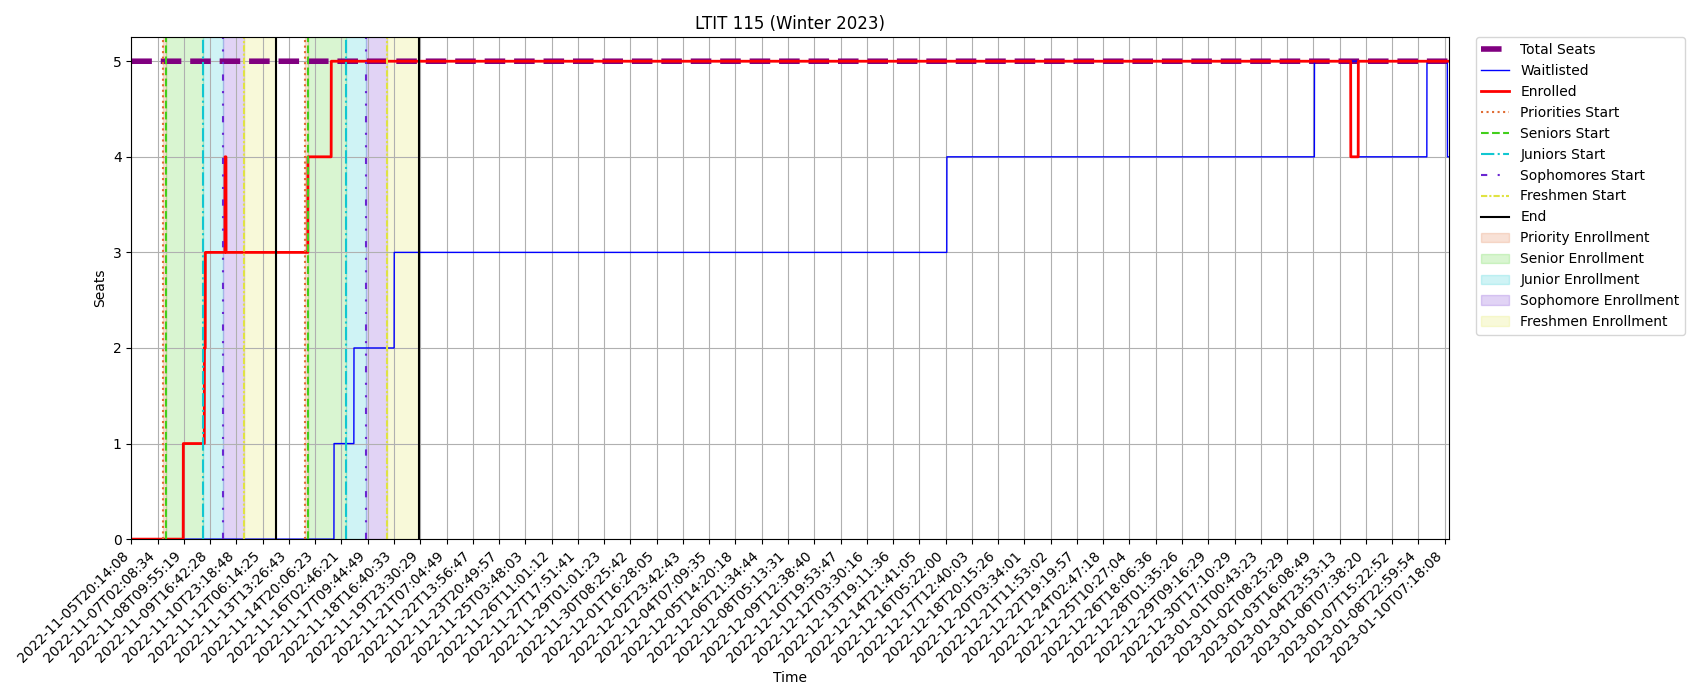 LTIT 115 (Winter 2023)
Seats
5
4
3
2
1
0
2022-11-05T20:14:08
2022-11-07T02:08:34
2022-11-08T09:55:19
2022-11-09T16:42:28
2022-11-10T23:18:48
2022-11-12T06:14:25
2022-11-13T13:26:43
2022-11-14T20:06:23
2022-11-16T02:46:21
2022-11-17T09:44:49
2022-11-18T16:40:33
2022-11-19T23:30:29
2022-11-21T07:04:49
2022-11-22T13:56:47
2022-11-23T20:49:57
2022-11-25T03:48:03
2022-11-26T11:01:12
2022-11-27T17:51:41
2022-11-29T01:01:23
2022-11-30T08:25:42
2022-12-01T16:28:05
2022-12-02T23:42:43
2022-12-04T07:09:35
2022-12-05T14:20:18
2022-12-06T21:34:44
2022-12-08T05:13:31
2022-12-09T12:38:40
2022-12-10T19:53:47
2022-12-12T03:30:16
2022-12-13T19:11:36
2022-12-14T21:41:05
2022-12-16T05:22:00
2022-12-17T12:40:03
2022-12-18T20:15:26
2022-12-20T03:34:01
2022-12-21T11:53:02
2022-12-22T19:19:57
2022-12-24T02:47:18
2022-12-25T10:27:04
2022-12-26T18:06:36
2022-12-28T01:35:26
2022-12-29T09:16:29
2022-12-30T17:10:29
2023-01-01T00:43:23
2023-01-02T08:25:29
2023-01-03T16:08:49
2023-01-04T23:53:13
2023-01-06T07:38:20
2023-01-07T15:22:52
2023-01-08T22:59:54
2023-01-10T07:18:08
Time
Total Seats
Waitlisted
Enrolled
Priorities Start
Seniors Start
Juniors Start
Sophomores Start
Freshmen Start
End
Priority Enrollment
Senior Enrollment
Junior Enrollment
Sophomore Enrollment
Freshmen Enrollment